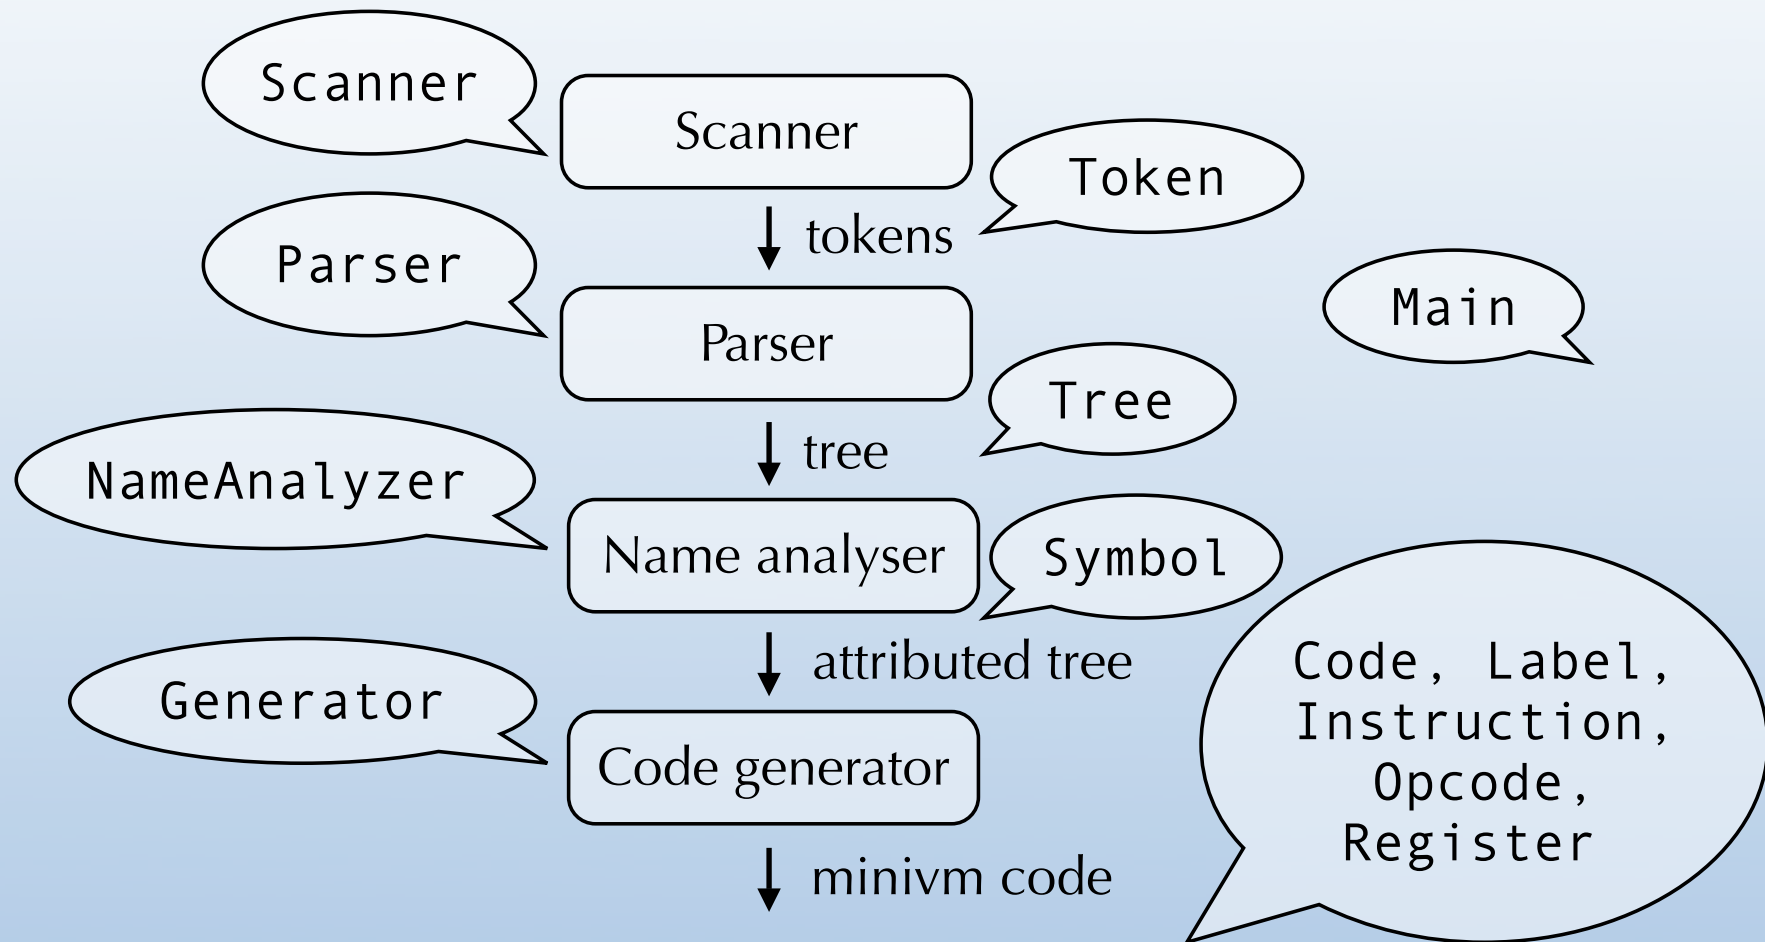 Scanner
Scanner
Token
tokens
Parser
Main
Parser
Tree
tree
NameAnalyzer
Name analyser
Symbol
attributed tree
Code, Label,
Instruction,
Opcode,
Register
Generator
Code generator
minivm code